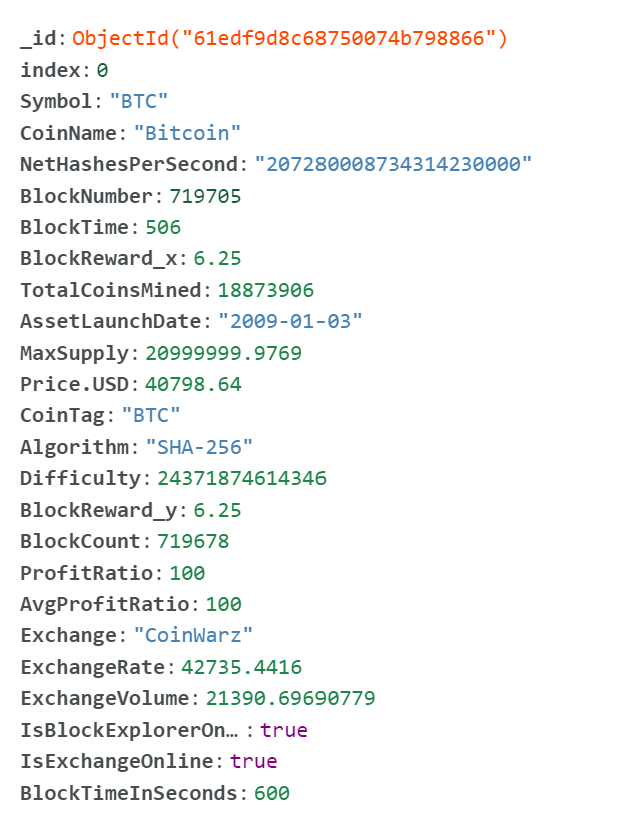 _id: ObjectId("61edf9d8c68750074b798866")
index: 0
Symbol: "BTC"
CoinName: "Bitcoin"
NetHashesPerSecond: "207280008734314230000"
BlockNumber: 719705
BlockTime: 506
BlockReward_x: 6.25
TotalCoinsMined: 18873906
AssetLaunchDate: "2009-01-03"
MaxSupply: 20999999.9769
Price.USD: 40798.64
CoinTag: "BTC"
Algorithm: "SHA-256"
Difficulty: 24371874614346
BlockReward_y: 6.25
BlockCount: 719678
ProfitRatio: 100
AvgProfitRatio: 100
Exchange: "CoinWarz"
ExchangeRate: 42735.4416
ExchangeVolume: 21390.69690779
IsBlockExplorerOn… : true
IsExchangeOnline: true
BlockTimeInSeconds: 600